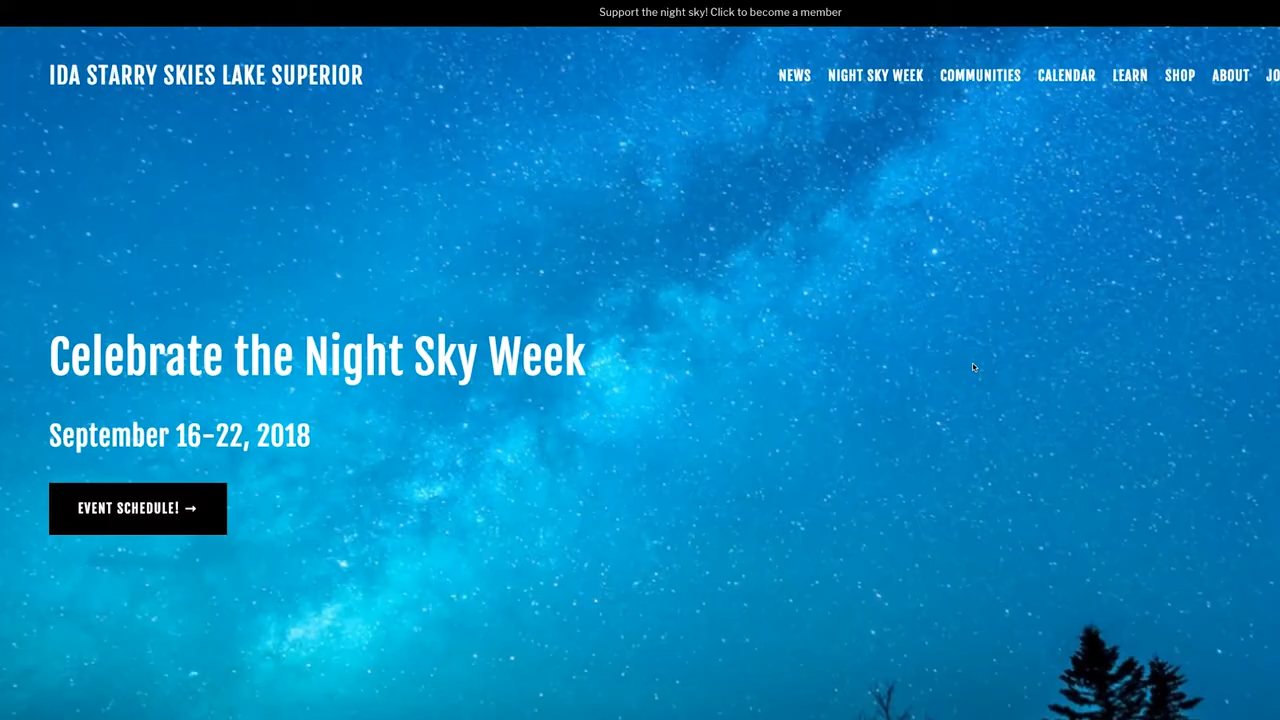 Support the night sky! Click to become a member
IDA STARRY SKIES LAKE SUPERIOR
NEWS NIGHT SKY WEEK COMMUNITIES CALENDAR LEARN SHOP ABOUT JO
Celebrate the Night Sky Week
September 16-22, 2018
EVENT SCHEDULE! →